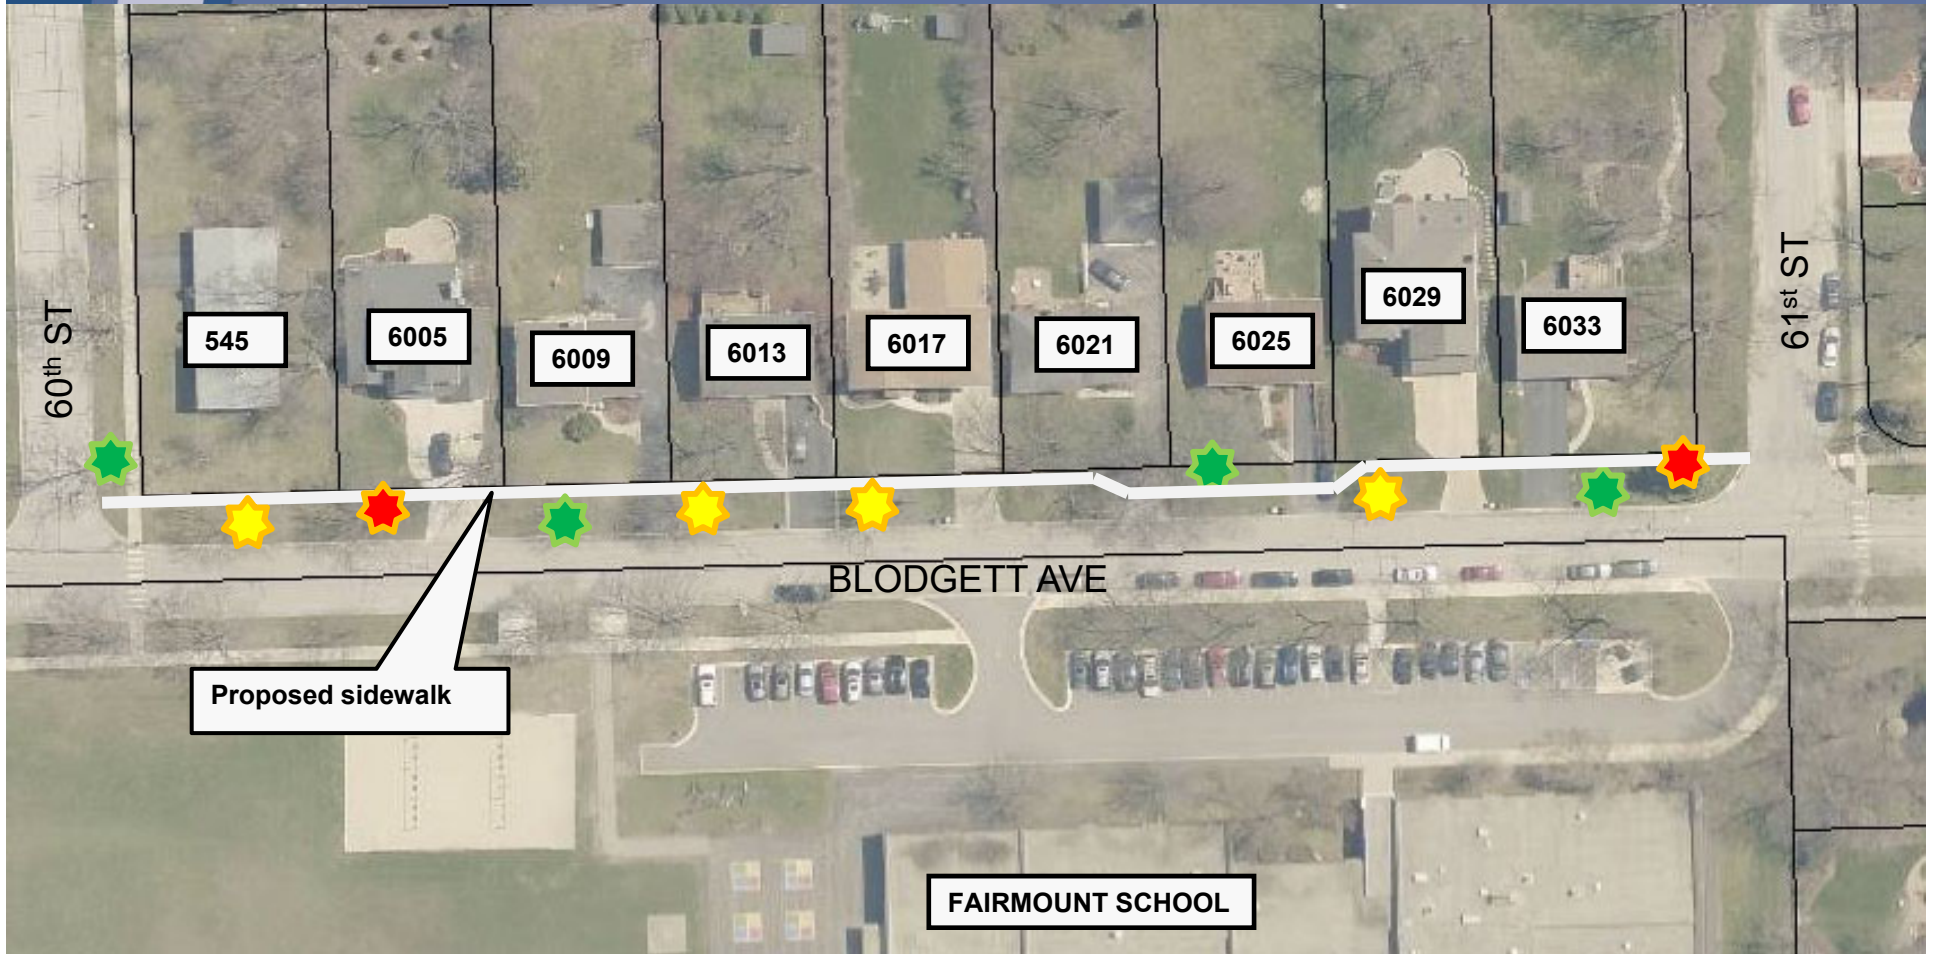 60th ST
545
6005
6009
6013
6017
6021
6025
6029
6033
61st ST
BLODGETT AVE
Proposed sidewalk
FAIRMOUNT SCHOOL